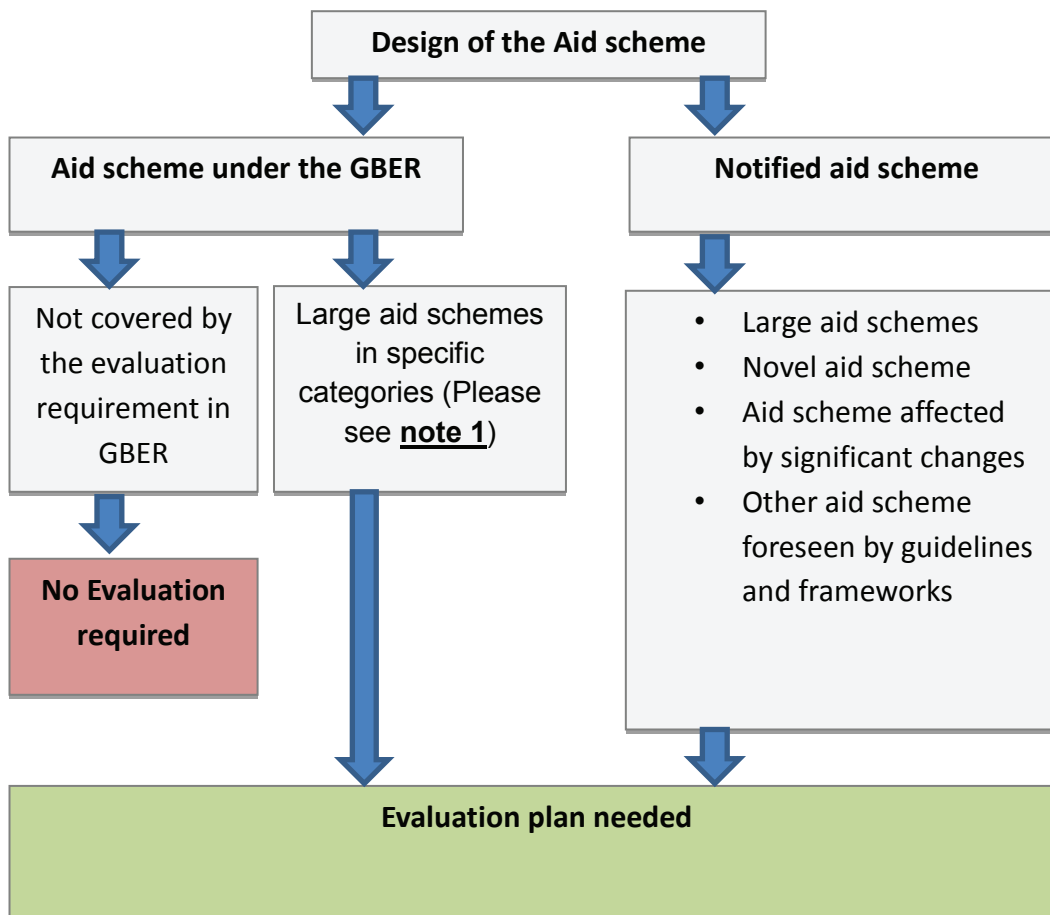 Design of the Aid scheme
Aid scheme under the GBER
Notified aid scheme
Not covered by
the evaluation
requirement in
GBER
Large aid schemes
in specific
categories (Please
see note 1)
• Large aid schemes
• Novel aid scheme
• Aid scheme affected
by significant changes
• Other aid scheme
foreseen by guidelines
and frameworks
No Evaluation
required
Evaluation plan needed